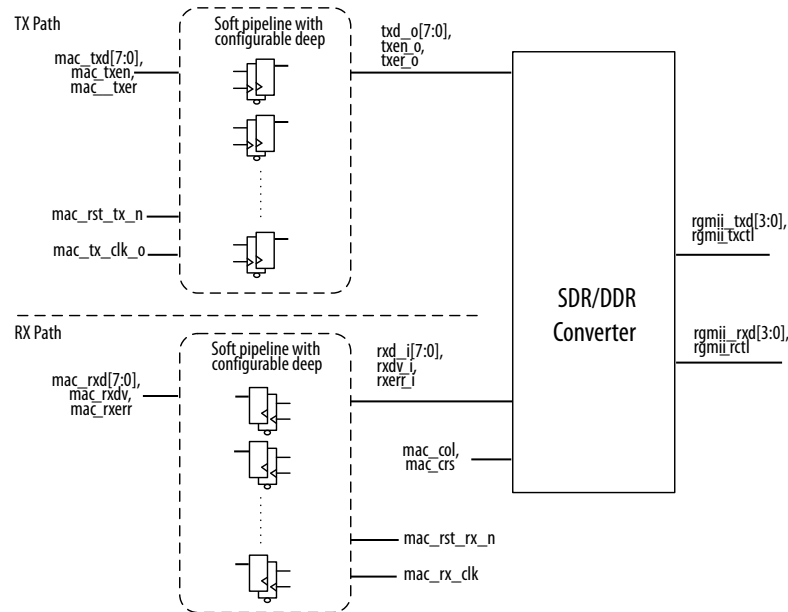 TX Path
Soft pipeline with
configurable deep
mac_txd[7:0],
mac_txen,
mac__txer
txd_o[7:0],
txen_o,
txer_o
mac_rst_tx_n
mac_tx_clk_o
rgmii_txd[3:0],
rgmii_txctl
SDR/DDR
Converter
RX Path
Soft pipeline with
configurable deep
mac_rxd[7:0],
mac_rxdv,
mac_rxerr
rxd_i[7:0],
rxdv_i,
rxerr_i
rgmii_rxd[3:0],
rgmii_rctl
mac_col,
mac_crs
mac_rst_rx_n
mac_rx_clk